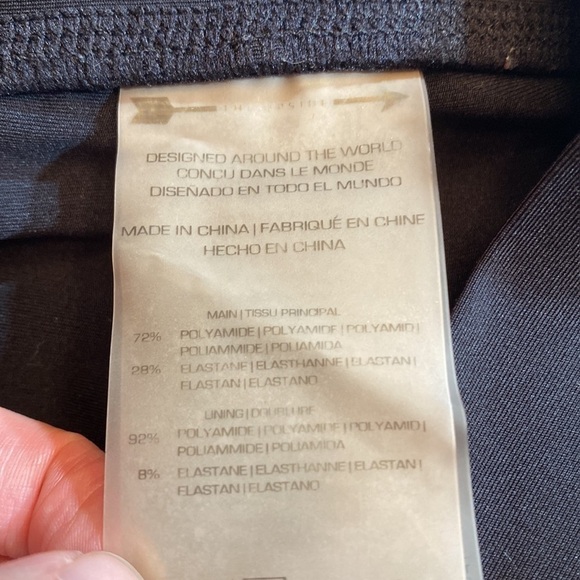 DESIGNED AROUND THE WORLD
CONÇU DANS LE MONDE
DISEÑADO EN TODO EL MUNDO
MADE IN CHINA | FABRIQUÉ EN CHINE
HECHO EN CHINA
MAIN | TISSU PRINCIPAL
72% POLYAMIDE | POLYAMIDE | POLYAMID |
POLIAMMIDE | POLIAMIDA
28% ELASTANE | ELASTHANNE | ELASTAN |
ELASTAN | ELASTANO
LINING | DOUBLURE
92% POLYAMIDE | POLYAMIDE | POLYAMID |
POLIAMMIDE | POLIAMIDA
8% ELASTANE | ELASTHANNE | ELASTAN |
ELASTAN | ELASTANO